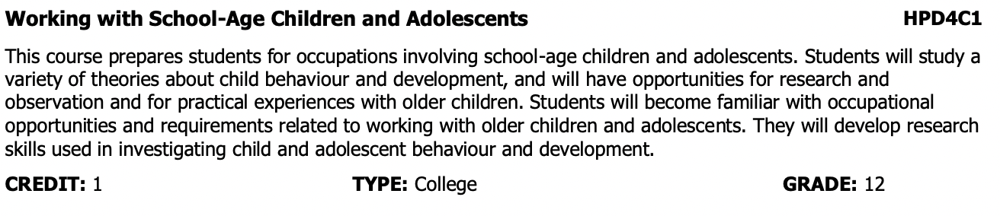 Working with School-Age Children and Adolescents HPD4C1
This course prepares students for occupations involving school-age children and adolescents. Students will study a
variety of theories about child behaviour and development, and will have opportunities for research and
observation and for practical experiences with older children. Students will become familiar with occupational
opportunities and requirements related to working with older children and adolescents. They will develop research
skills used in investigating child and adolescent behaviour and development.
CREDIT: 1 TYPE: College GRADE: 12